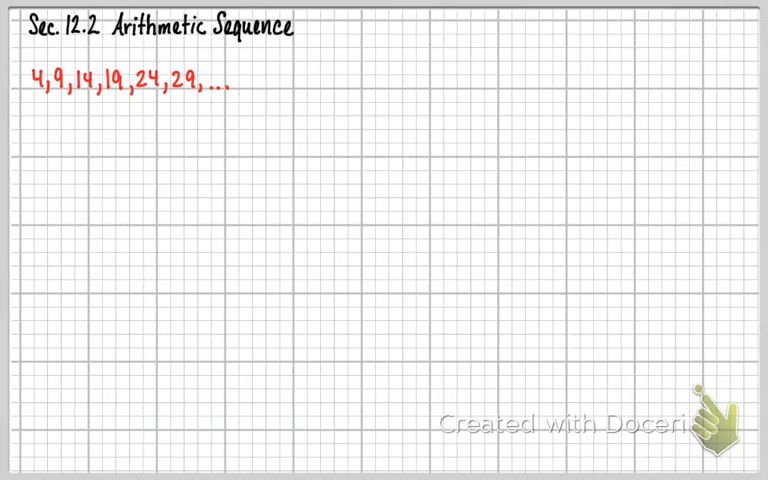 Sec. 12.2 Arithmetic Sequence
4, 9, 14, 19, 24, 29, ...
Created with Doceri